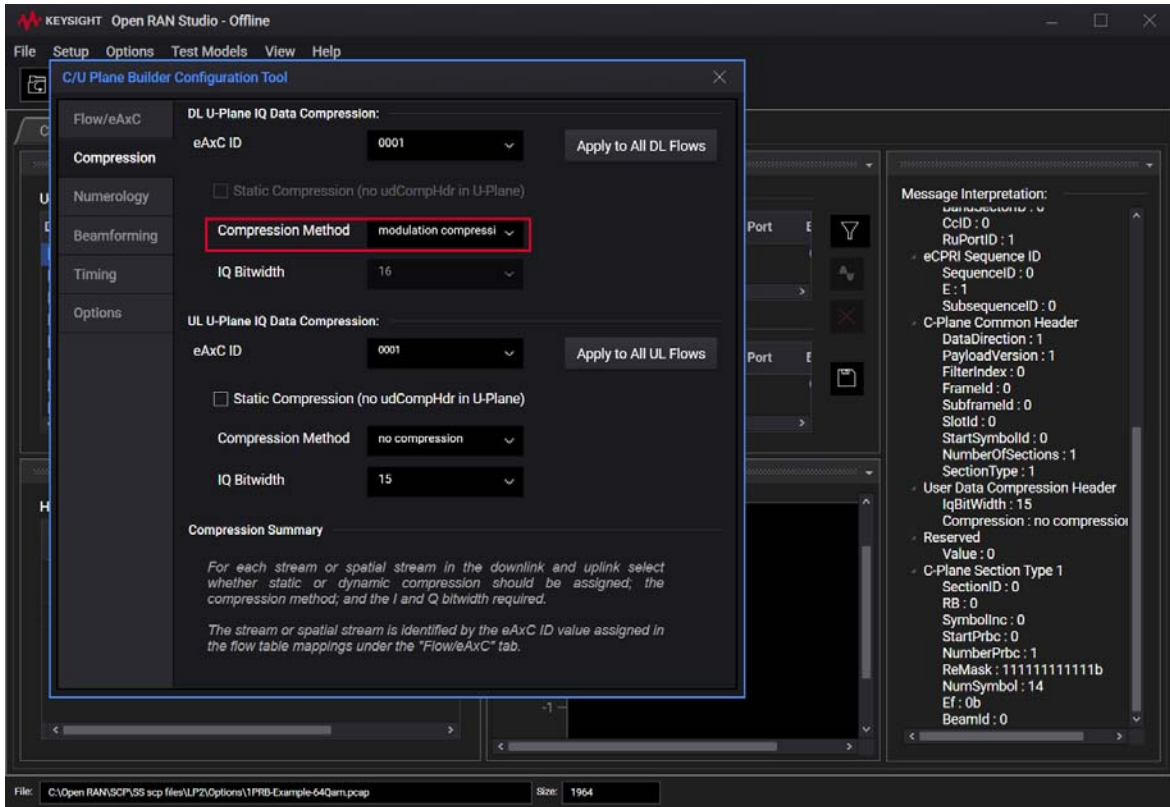 KEYSIGHT Open RAN Studio - Offline
File Setup Options Test Models View Help
C/U Plane Builder Configuration Tool
Flow/eAxC
Compression
Numerology
Beamforming
Timing
Options
DL U-Plane IQ Data Compression:
eAxC ID 0001 Apply to All DL Flows
Static Compression (no udCompHdr in U-Plane)
Compression Method modulation compressi
IQ Bitwidth 16
UL U-Plane IQ Data Compression:
eAxC ID 0001 Apply to All UL Flows
Static Compression (no udCompHdr in U-Plane)
Compression Method no compression
IQ Bitwidth 15
Compression Summary
For each stream or spatial stream in the downlink and uplink select
whether static or dynamic compression should be assigned; the
compression method; and the I and Q bitwidth required.
The stream or spatial stream is identified by the eAxC ID value assigned in
the flow table mappings under the "Flow/eAxC" tab.
Port
Port
-1
Message Interpretation:
CcID : 0
RuPortID : 1
eCPRI Sequence ID
SequenceID : 0
E : 1
SubsequenceID : 0
C-Plane Common Header
DataDirection : 1
PayloadVersion : 1
FilterIndex : 0
FrameId : 0
SubframeId : 0
SlotId : 0
StartSymbolId : 0
NumberOfSections : 1
SectionType : 1
User Data Compression Header
IqBitWidth : 15
Compression : no compression
Reserved
Value : 0
C-Plane Section Type 1
SectionID : 0
RB : 0
SymbolInc : 0
StartPrbc : 0
NumberPrbc : 1
ReMask : 111111111111b
NumSymbol : 14
Ef : 0b
BeamId : 0
File: C:\Open RAN\SCP\SS scp files\LP2\Options\1PRB-Example-64Qam.pcap Size: 1964